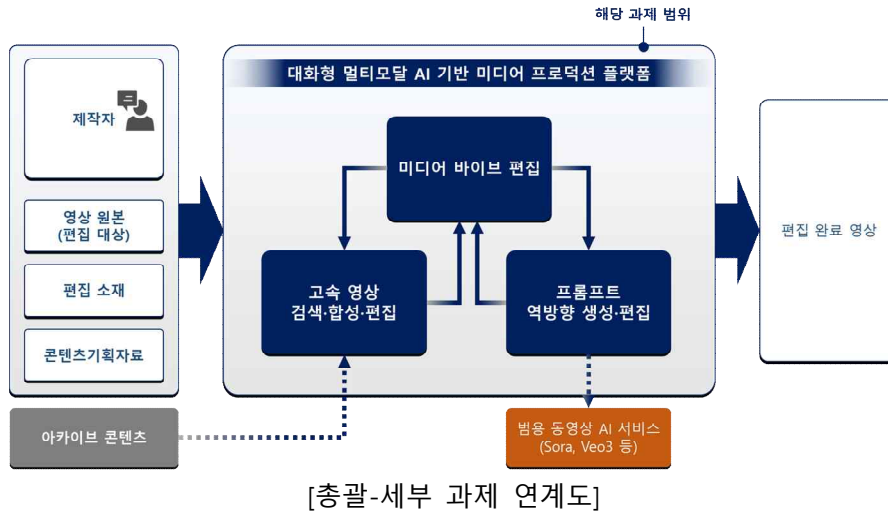 해당 과제 범위
대화형 멀티모달 AI 기반 미디어 프로덕션 플랫폼
제작자
영상 원본
(편집 대상)
편집 소재
콘텐츠기획자료
아카이브 콘텐츠
미디어 바이브 편집
고속 영상
검색·합성·편집
프롬프트
역방향 생성·편집
범용 동영상 AI 서비스
(Sora, Veo3 등)
편집 완료 영상
[총괄-세부 과제 연계도]